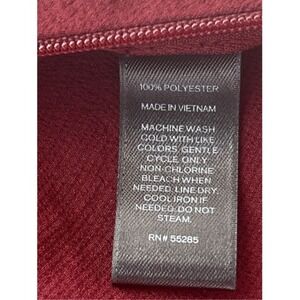 100% POLYESTER
MADE IN VIETNAM
MACHINE WASH
COLD WITH LIKE
COLORS, GENTLE
CYCLE. ONLY
NON-CHLORINE
BLEACH WHEN
NEEDED. LINE DRY.
COOL IRON IF
NEEDED. DO NOT
STEAM.
RN# 55285